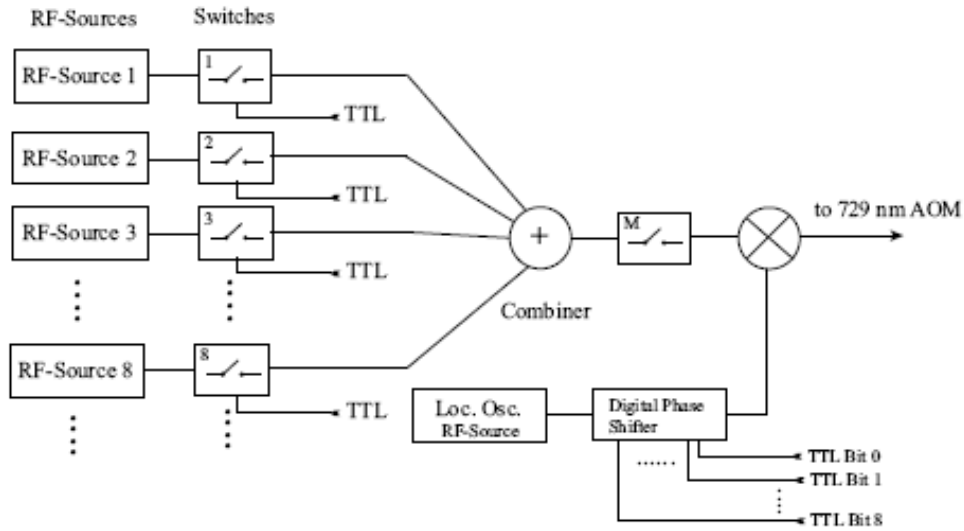 RF-Sources Switches
RF-Source 1
1
TTL
RF-Source 2
2
TTL
RF-Source 3
3
TTL
to 729 nm AOM
M
+
Combiner
RF-Source 8
8
TTL
Loc. Osc.
RF-Source
Digital Phase
Shifter
TTL Bit 0
TTL Bit 1
TTL Bit 8